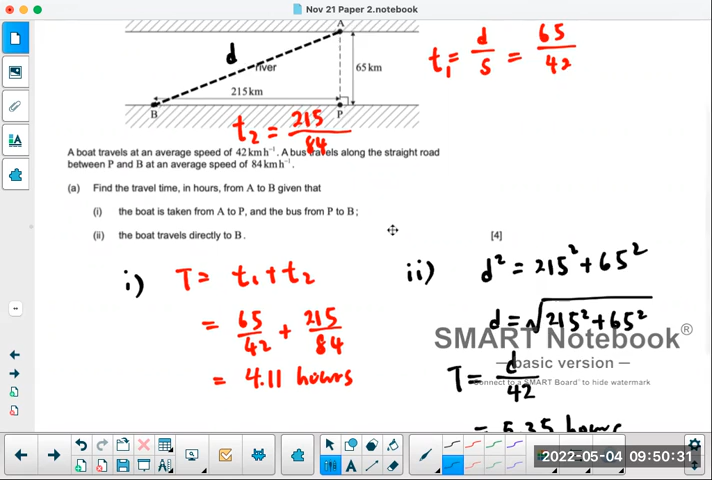 Nov 21 Paper 2.notebook
A
d
river
65 km
215 km
B
P
t₁ = d/s = 65/42
t₂ = 215/84
A boat travels at an average speed of 42 km h⁻¹. A bus travels along the straight road
between P and B at an average speed of 84 km h⁻¹.
(a) Find the travel time, in hours, from A to B given that
(i) the boat is taken from A to P, and the bus from P to B;
(ii) the boat travels directly to B.
[4]
i) T = t₁ + t₂
= 65/42 + 215/84
= 4.11 hours
ii) d² = 215² + 65²
d = √215² + 65²
SMART Notebook®
basic version
Connect to a SMART Board® to hide watermark
T = d/42
= 5.35 hours
2022-05-04 09:50:31